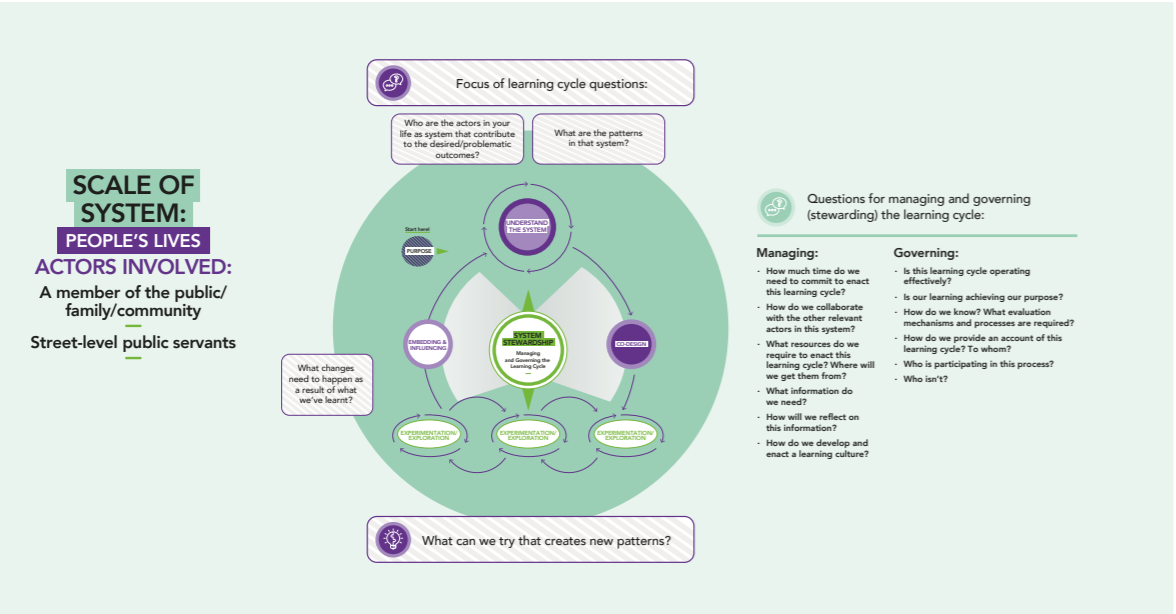 SCALE OF
SYSTEM:
PEOPLE'S LIVES
ACTORS INVOLVED:
A member of the public/
family/community
Street-level public servants
Focus of learning cycle questions:
Who are the actors in your
life as system that contribute
to the desired/problematic
outcomes?
What are the patterns
in that system?
Start here!
PURPOSE
UNDERSTAND
THE SYSTEM
EMBEDDING &
INFLUENCING
SYSTEM
STEWARDSHIP
Managing
and Governing the
Learning Cycle
CO-DESIGN
What changes
need to happen as
a result of what
we've learnt?
EXPERIMENTATION/
EXPLORATION
EXPERIMENTATION/
EXPLORATION
EXPERIMENTATION/
EXPLORATION
What can we try that creates new patterns?
Questions for managing and governing
(stewarding) the learning cycle:
Managing:
· How much time do we
need to commit to enact
this learning cycle?
· How do we collaborate
with the other relevant
actors in this system?
· What resources do we
require to enact this
learning cycle? Where will
we get them from?
· What information do
we need?
· How will we reflect on
this information?
· How do we develop and
enact a learning culture?
Governing:
· Is this learning cycle operating
effectively?
· Is our learning achieving our purpose?
· How do we know? What evaluation
mechanisms and processes are required?
· How do we provide an account of this
learning cycle? To whom?
· Who is participating in this process?
· Who isn't?